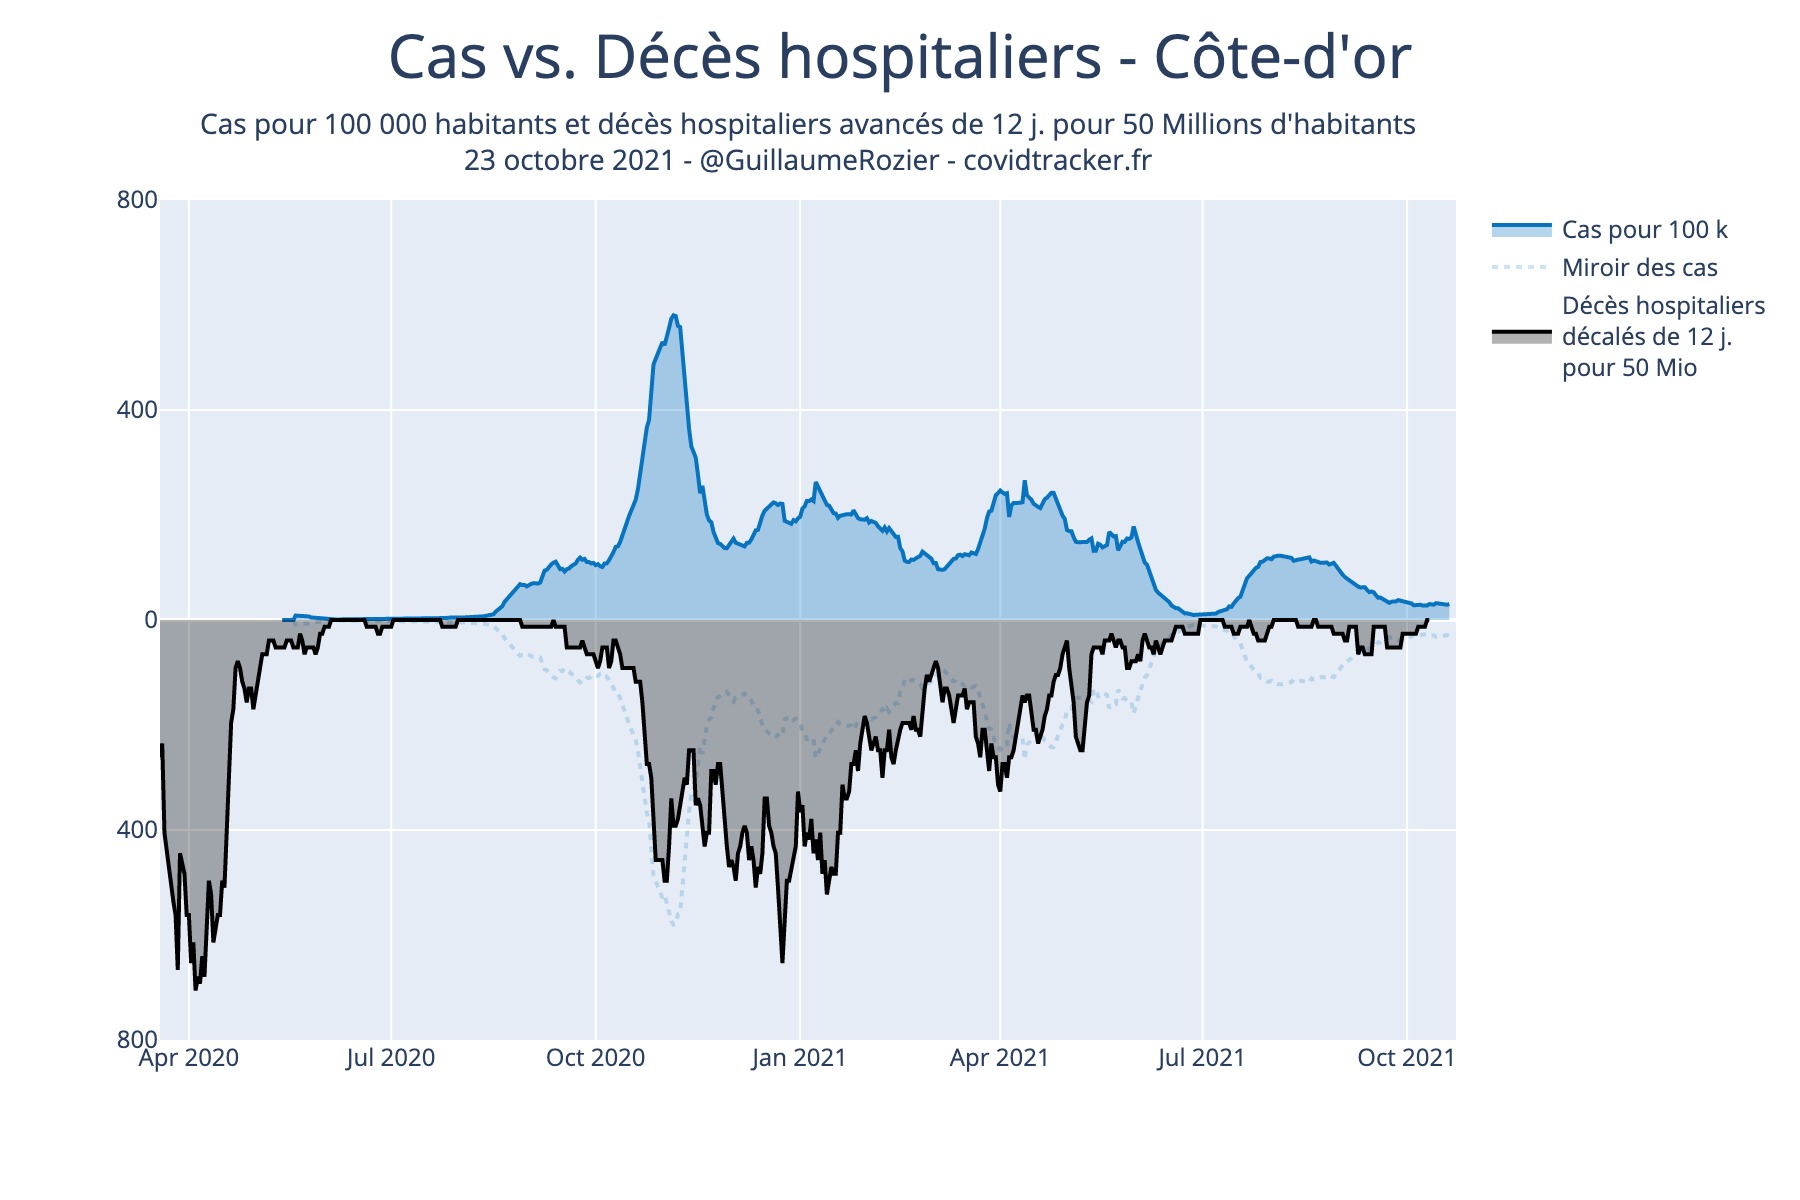 Cas vs. Décès hospitaliers - Côte-d'or
Cas pour 100 000 habitants et décès hospitaliers avancés de 12 j. pour 50 Millions d'habitants
23 octobre 2021 - @GuillaumeRozier - covidtracker.fr
800
400
0
400
800
Apr 2020
Jul 2020
Oct 2020
Jan 2021
Apr 2021
Jul 2021
Oct 2021
Cas pour 100 k
Miroir des cas
Décès hospitaliers
décalés de 12 j.
pour 50 Mio